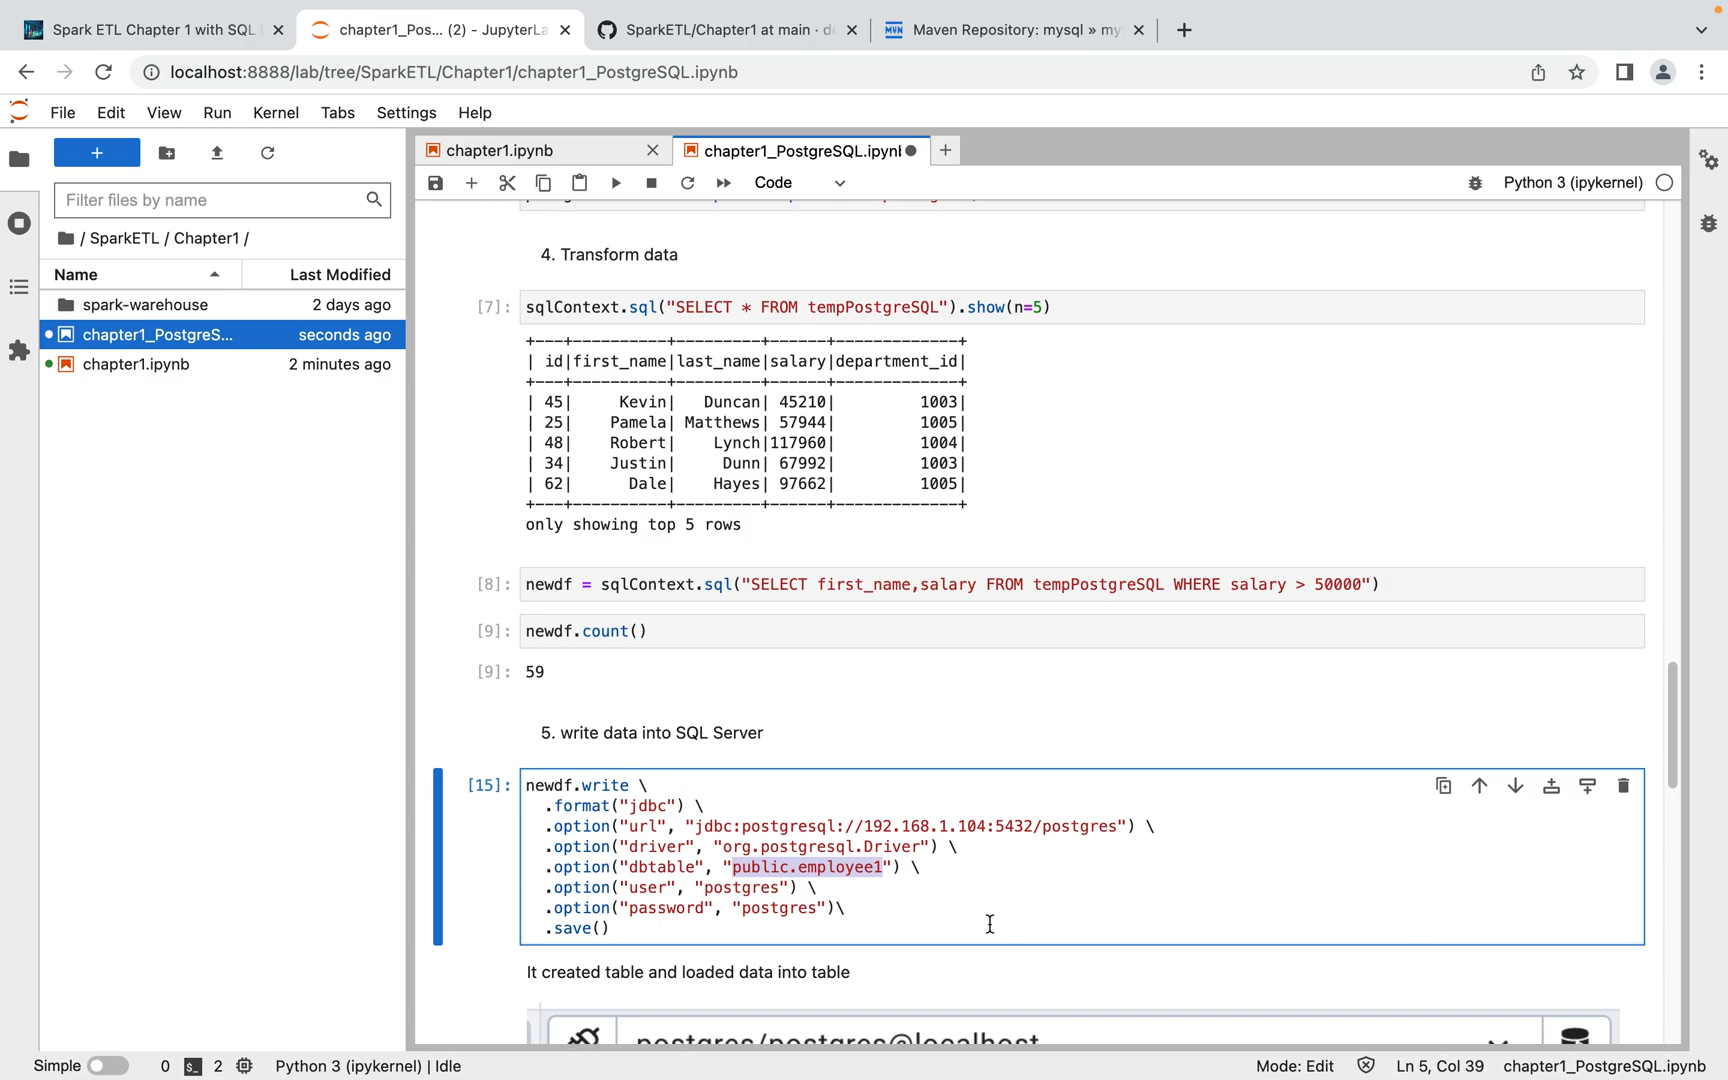 Spark ETL Chapter 1 with SQL
chapter1_Pos... (2) - JupyterLa
SparkETL/Chapter1 at main · de
Maven Repository: mysql » my
localhost:8888/lab/tree/SparkETL/Chapter1/chapter1_PostgreSQL.ipynb
File Edit View Run Kernel Tabs Settings Help
chapter1.ipynb
chapter1_PostgreSQL.ipynl
Code
Python 3 (ipykernel)
Filter files by name
/ SparkETL / Chapter1 /
Name Last Modified
spark-warehouse 2 days ago
chapter1_PostgreS... seconds ago
chapter1.ipynb 2 minutes ago
4. Transform data
[7]: sqlContext.sql("SELECT * FROM tempPostgreSQL").show(n=5)
+---+----------+---------+------+-------------+
| id|first_name|last_name|salary|department_id|
+---+----------+---------+------+-------------+
| 45|     Kevin|   Duncan| 45210|         1003|
| 25|    Pamela| Matthews| 57944|         1005|
| 48|    Robert|    Lynch|117960|         1004|
| 34|    Justin|     Dunn| 67992|         1003|
| 62|      Dale|    Hayes| 97662|         1005|
+---+----------+---------+------+-------------+
only showing top 5 rows
[8]: newdf = sqlContext.sql("SELECT first_name,salary FROM tempPostgreSQL WHERE salary > 50000")
[9]: newdf.count()
[9]: 59
5. write data into SQL Server
[15]: newdf.write \
.format("jdbc") \
.option("url", "jdbc:postgresql://192.168.1.104:5432/postgres") \
.option("driver", "org.postgresql.Driver") \
.option("dbtable", "public.employee1") \
.option("user", "postgres") \
.option("password", "postgres")\
.save()
It created table and loaded data into table
postgres/postgres@localhost
Simple 0 2 Python 3 (ipykernel) | Idle
Mode: Edit Ln 5, Col 39 chapter1_PostgreSQL.ipynb